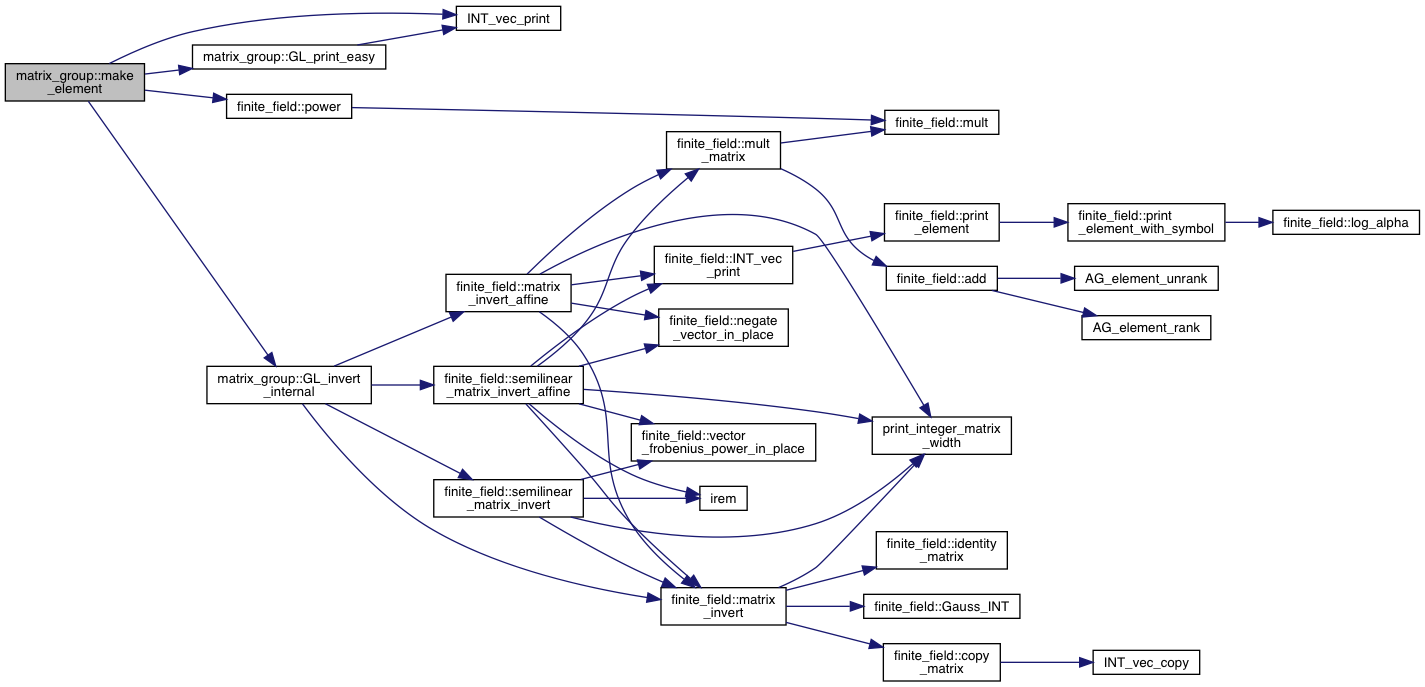 matrix_group::make
_element
INT_vec_print
matrix_group::GL_print_easy
finite_field::power
matrix_group::GL_invert
_internal
finite_field::matrix
_invert_affine
finite_field::semilinear
_matrix_invert_affine
finite_field::semilinear
_matrix_invert
finite_field::mult
_matrix
finite_field::INT_vec
_print
finite_field::negate
_vector_in_place
finite_field::vector
_frobenius_power_in_place
irem
finite_field::matrix
_invert
finite_field::mult
finite_field::print
_element
finite_field::add
print_integer_matrix
_width
finite_field::identity
_matrix
finite_field::Gauss_INT
finite_field::copy
_matrix
finite_field::print
_element_with_symbol
AG_element_unrank
AG_element_rank
INT_vec_copy
finite_field::log_alpha